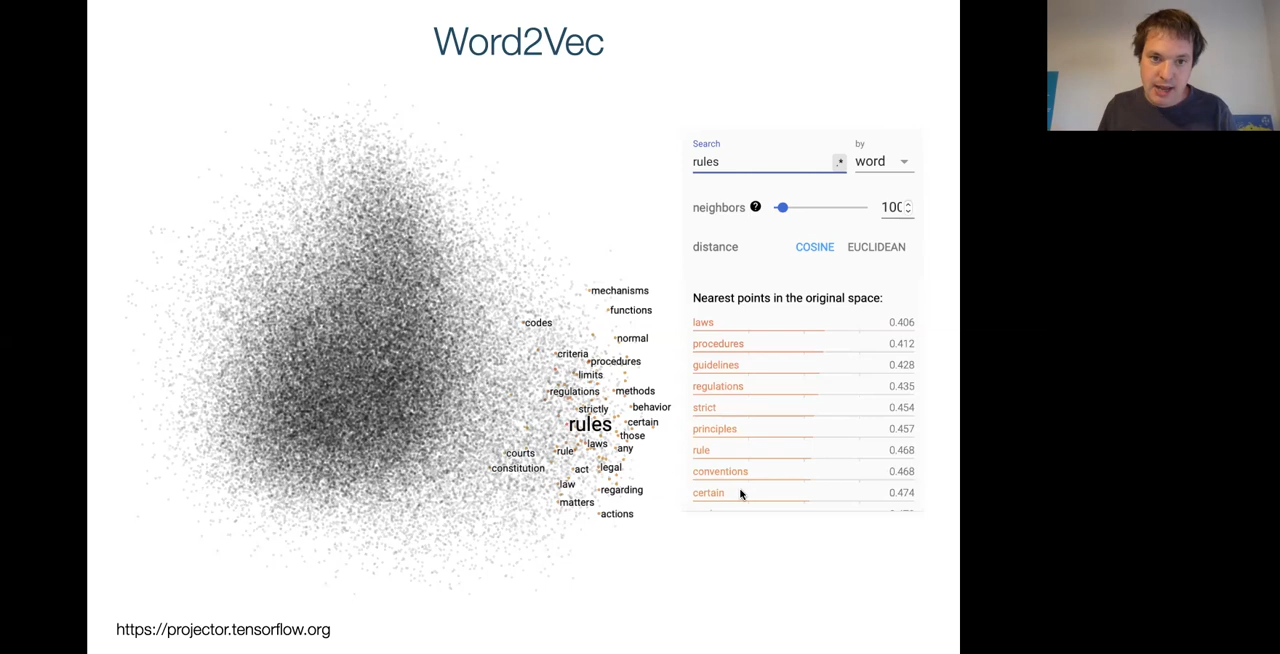 Word2Vec
Search
rules
.*
by
word
neighbors
?
100
distance
COSINE
EUCLIDEAN
Nearest points in the original space:
laws 0.406
procedures 0.412
guidelines 0.428
regulations 0.435
strict 0.454
principles 0.457
rule 0.468
conventions 0.468
certain 0.474
mechanisms
functions
codes
normal
criteria
procedures
limits
regulations
methods
strictly
behavior
rules
certain
those
laws
any
rule
courts
constitution
act
legal
law
regarding
matters
actions
https://projector.tensorflow.org